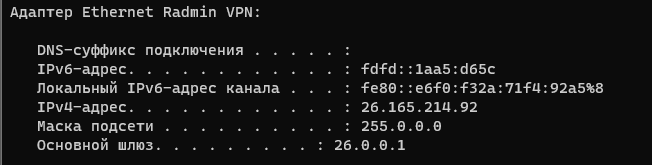 Адаптер Ethernet Radmin VPN:
DNS-суффикс подключения . . . . . :
IPv6-адрес. . . . . . . . . . . . : fdfd::1aa5:d65c
Локальный IPv6-адрес канала . . . : fe80::e6f0:f32a:71f4:92a5%8
IPv4-адрес. . . . . . . . . . . . : 26.165.214.92
Маска подсети . . . . . . . . . . : 255.0.0.0
Основной шлюз. . . . . . . . . : 26.0.0.1